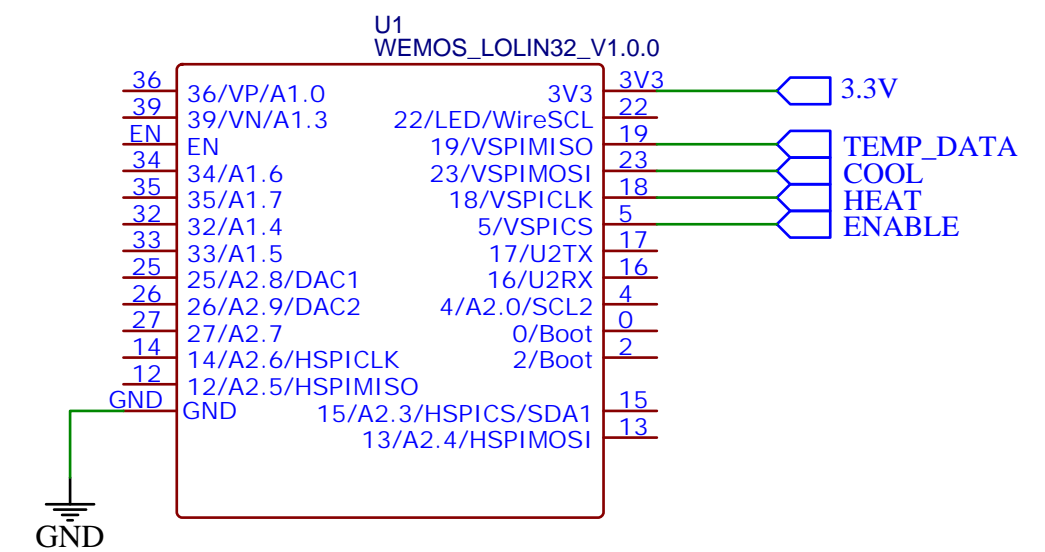 U1
WEMOS_LOLIN32_V1.0.0
36 36/VP/A1.0 3V3 3V3 3.3V
39 39/VN/A1.3 22/LED/WireSCL 22
EN EN 19/VSPIMISO 19 TEMP_DATA
34 34/A1.6 23/VSPIMOSI 23 COOL
35 35/A1.7 18/VSPICLK 18 HEAT
32 32/A1.4 5/VSPICS 5 ENABLE
33 33/A1.5 17/U2TX 17
25 25/A2.8/DAC1 16/U2RX 16
26 26/A2.9/DAC2 4/A2.0/SCL2 4
27 27/A2.7 0/Boot 0
14 14/A2.6/HSPICLK 2/Boot 2
12 12/A2.5/HSPIMISO
GND GND 15/A2.3/HSPICS/SDA1 15
13/A2.4/HSPIMOSI 13
GND